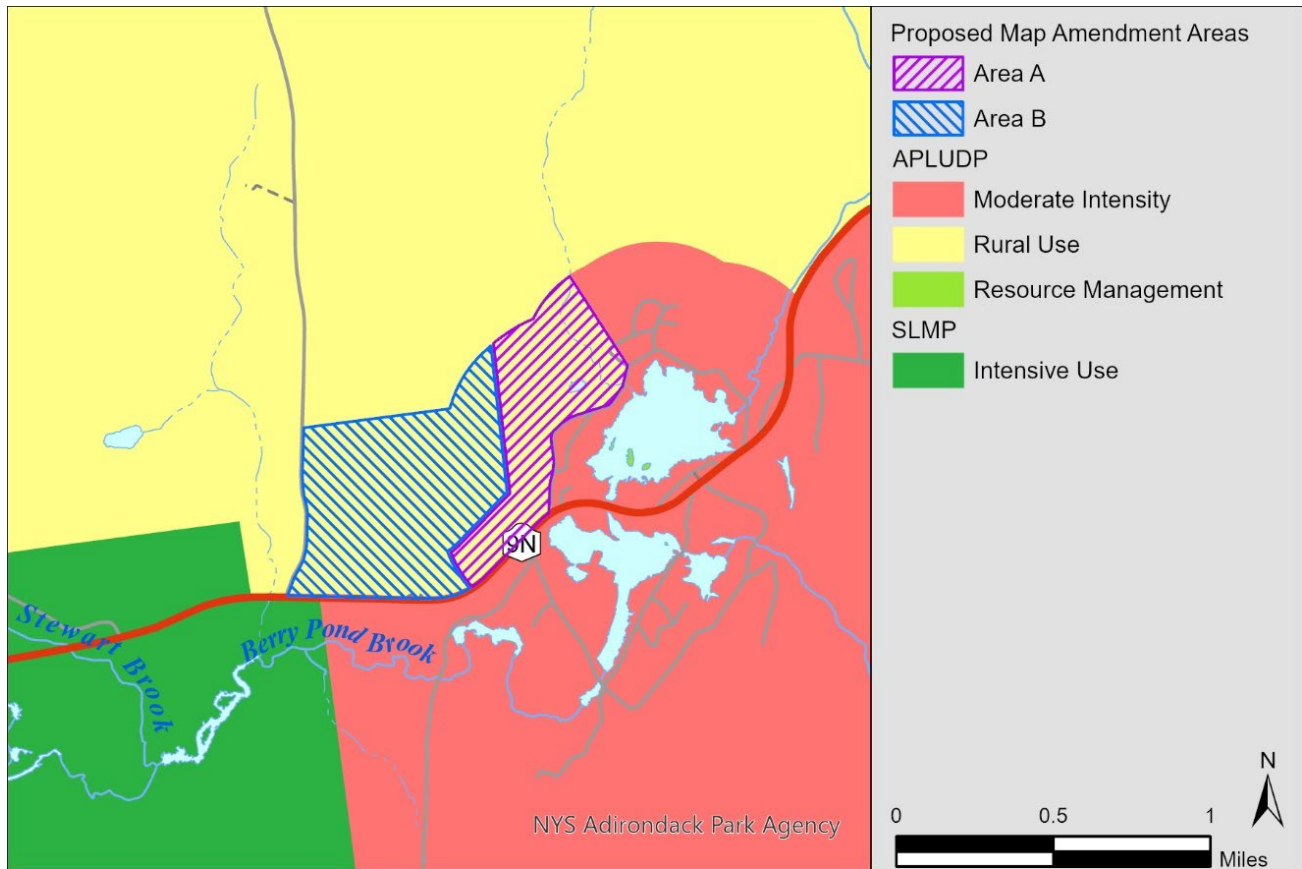 9N
Stewart Brook
Berry Pond Brook
NYS Adirondack Park Agency
Proposed Map Amendment Areas
Area A
Area B
APLUDP
Moderate Intensity
Rural Use
Resource Management
SLMP
Intensive Use
N
0 0.5 1
Miles